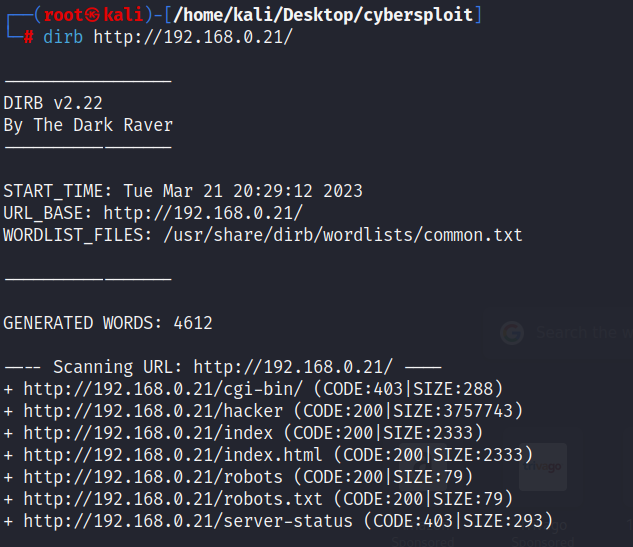 ┌──(root㉿kali)-[/home/kali/Desktop/cybersploit]
└─# dirb http://192.168.0.21/
-----------------
DIRB v2.22
By The Dark Raver
-----------------
START_TIME: Tue Mar 21 20:29:12 2023
URL_BASE: http://192.168.0.21/
WORDLIST_FILES: /usr/share/dirb/wordlists/common.txt
-----------------
GENERATED WORDS: 4612
---- Scanning URL: http://192.168.0.21/ ----
+ http://192.168.0.21/cgi-bin/ (CODE:403|SIZE:288)
+ http://192.168.0.21/hacker (CODE:200|SIZE:3757743)
+ http://192.168.0.21/index (CODE:200|SIZE:2333)
+ http://192.168.0.21/index.html (CODE:200|SIZE:2333)
+ http://192.168.0.21/robots (CODE:200|SIZE:79)
+ http://192.168.0.21/robots.txt (CODE:200|SIZE:79)
+ http://192.168.0.21/server-status (CODE:403|SIZE:293)
Search the